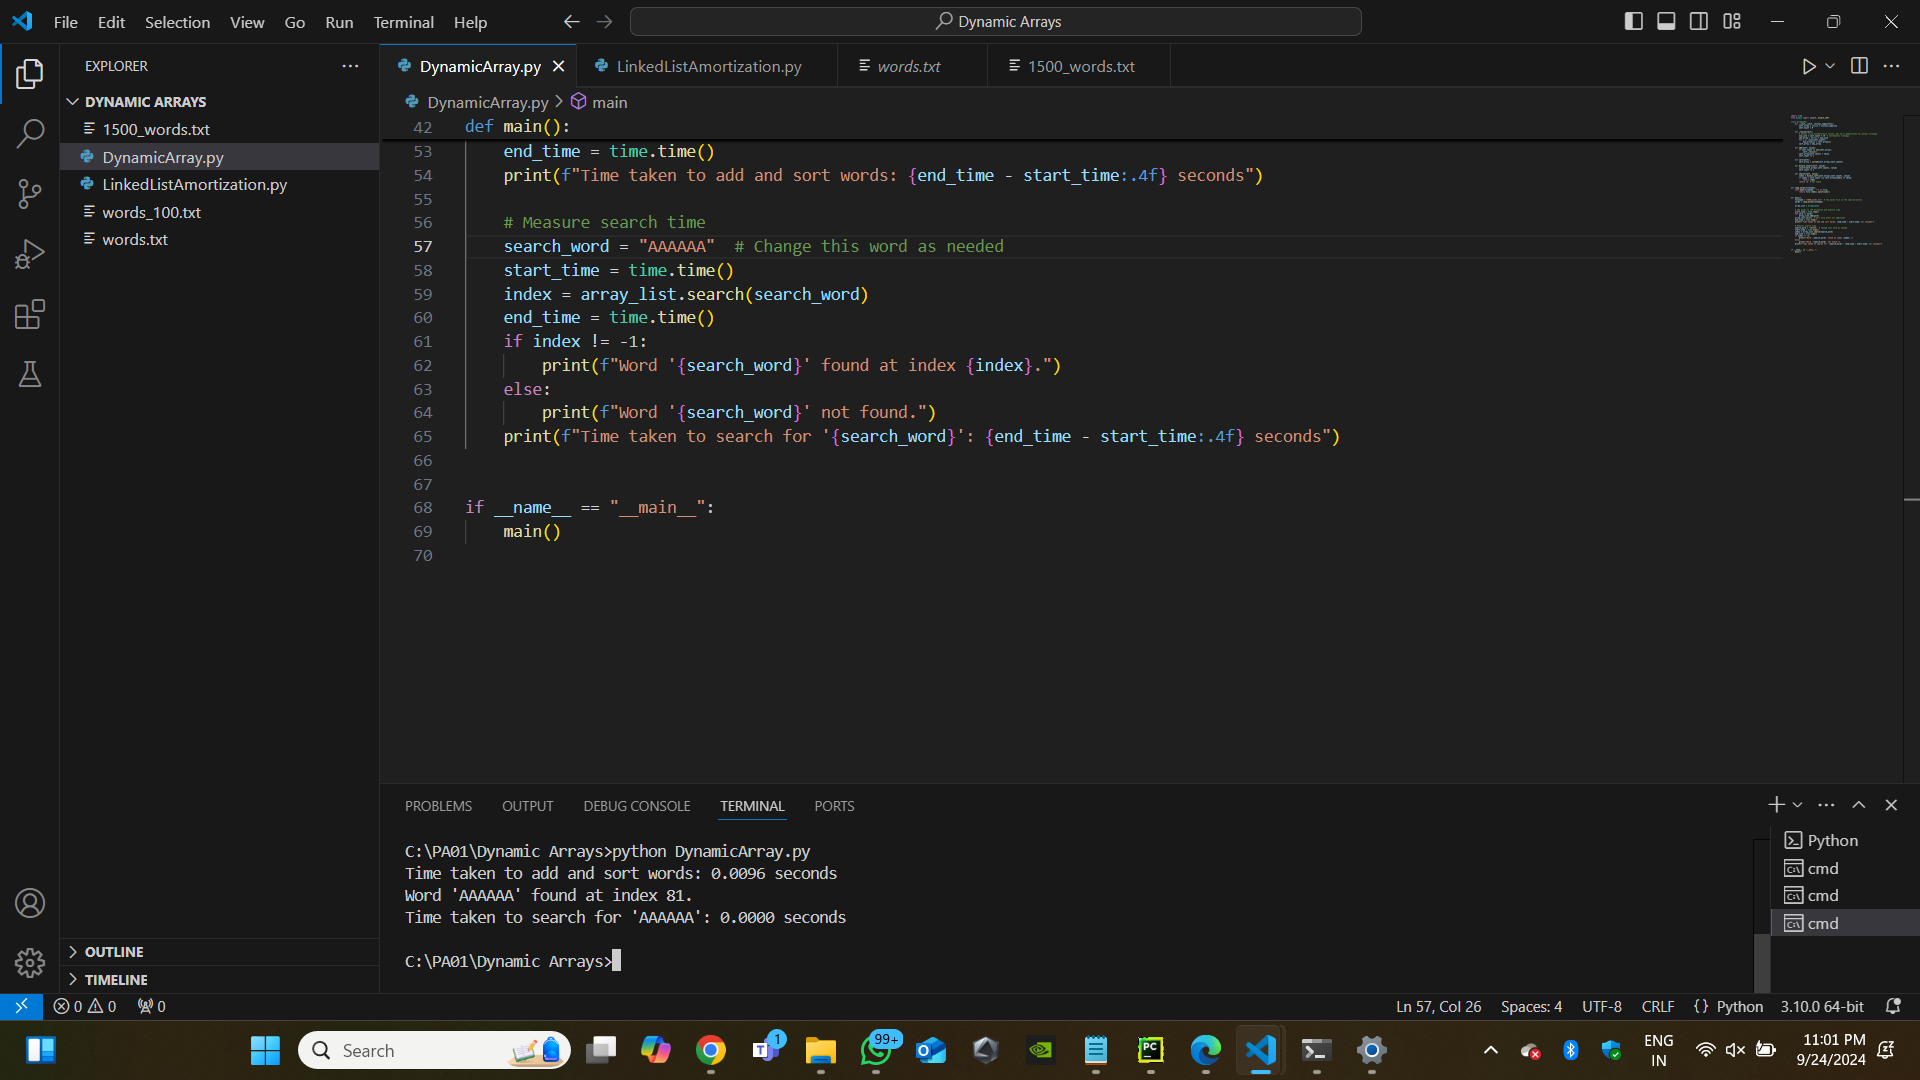 File Edit Selection View Go Run Terminal Help
Dynamic Arrays
EXPLORER
DYNAMIC ARRAYS
1500_words.txt
DynamicArray.py
LinkedListAmortization.py
words_100.txt
words.txt
OUTLINE
TIMELINE
DynamicArray.py LinkedListAmortization.py words.txt 1500_words.txt
DynamicArray.py > main
42 def main():
53 end_time = time.time()
54 print(f"Time taken to add and sort words: {end_time - start_time:.4f} seconds")
55
56 # Measure search time
57 search_word = "AAAAAA"  # Change this word as needed
58 start_time = time.time()
59 index = array_list.search(search_word)
60 end_time = time.time()
61 if index != -1:
62 print(f"Word '{search_word}' found at index {index}.")
63 else:
64 print(f"Word '{search_word}' not found.")
65 print(f"Time taken to search for '{search_word}': {end_time - start_time:.4f} seconds")
66
67
68 if __name__ == "__main__":
69 main()
70
PROBLEMS OUTPUT DEBUG CONSOLE TERMINAL PORTS
C:\PA01\Dynamic Arrays>python DynamicArray.py
Time taken to add and sort words: 0.0096 seconds
Word 'AAAAAA' found at index 81.
Time taken to search for 'AAAAAA': 0.0000 seconds
C:\PA01\Dynamic Arrays>
Python
cmd
cmd
cmd
0 0 0
Ln 57, Col 26 Spaces: 4 UTF-8 CRLF {} Python 3.10.0 64-bit
Search
1
99+
PC
ENG
IN
11:01 PM
9/24/2024